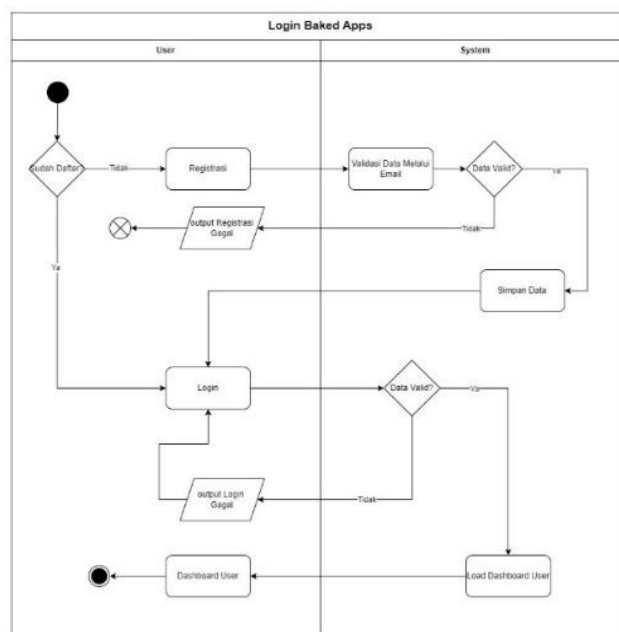 Login Baked Apps
User
System
Sudah Daftar?
Tidak
Registrasi
Validasi Data Melalui
Email
Data Valid?
Ya
output Registrasi
Gagal
Tidak
Ya
Simpan Data
Login
Data Valid?
Ya
output Login
Gagal
Tidak
Dashboard User
Load Dashboard User